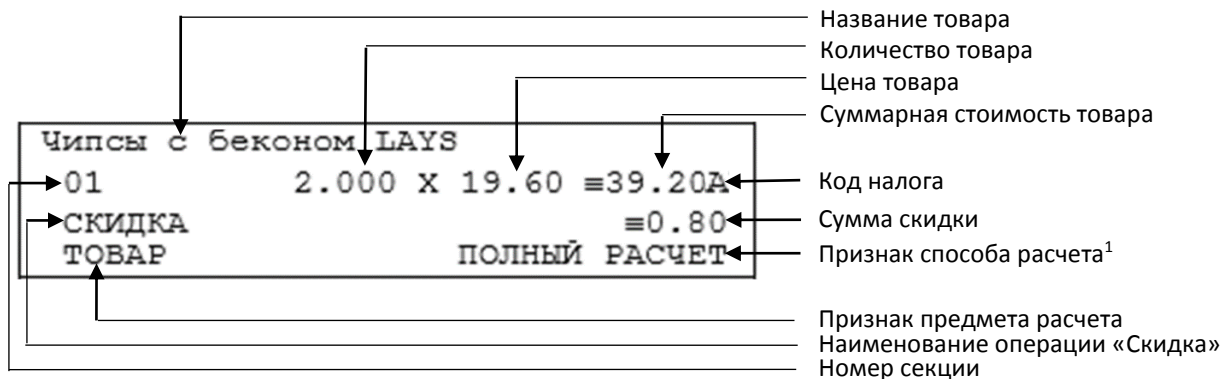 Название товара
Количество товара
Цена товара
Суммарная стоимость товара
Чипсы с беконом LAYS
01 2.000 X 19.60 ≡39.20А
Код налога
СКИДКА ≡0.80
Сумма скидки
ТОВАР ПОЛНЫЙ РАСЧЕТ
Признак способа расчета¹
Признак предмета расчета
Наименование операции «Скидка»
Номер секции